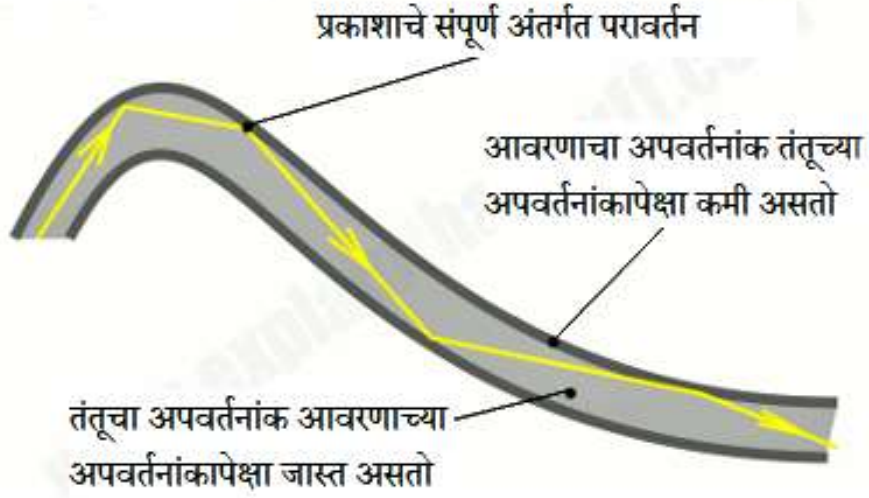 प्रकाशाचे संपूर्ण अंतर्गत परावर्तन
आवरणाचा अपवर्तनांक तंतूच्या
अपवर्तनांकापेक्षा कमी असतो
तंतूचा अपवर्तनांक आवरणाच्या
अपवर्तनांकापेक्षा जास्त असतो